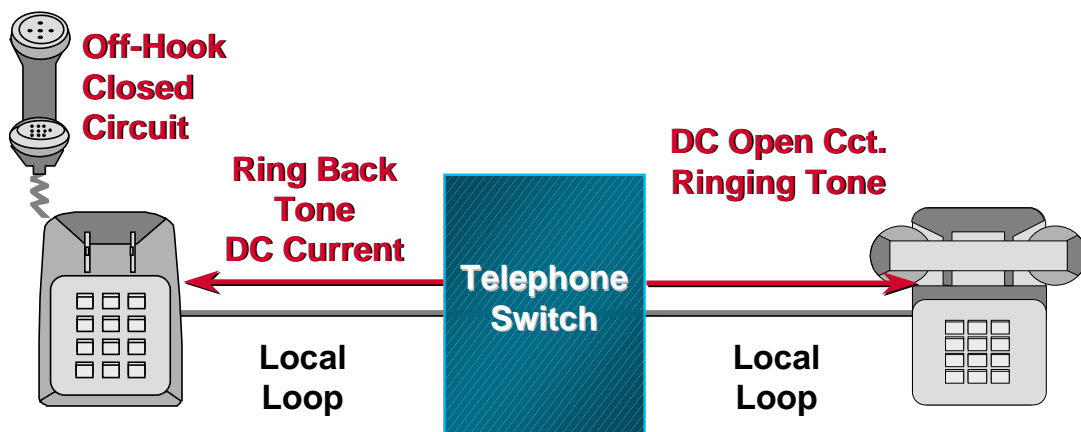 Off-Hook
Closed
Circuit
Ring Back
Tone
DC Current
DC Open Cct.
Ringing Tone
Telephone
Switch
Local
Loop
Local
Loop